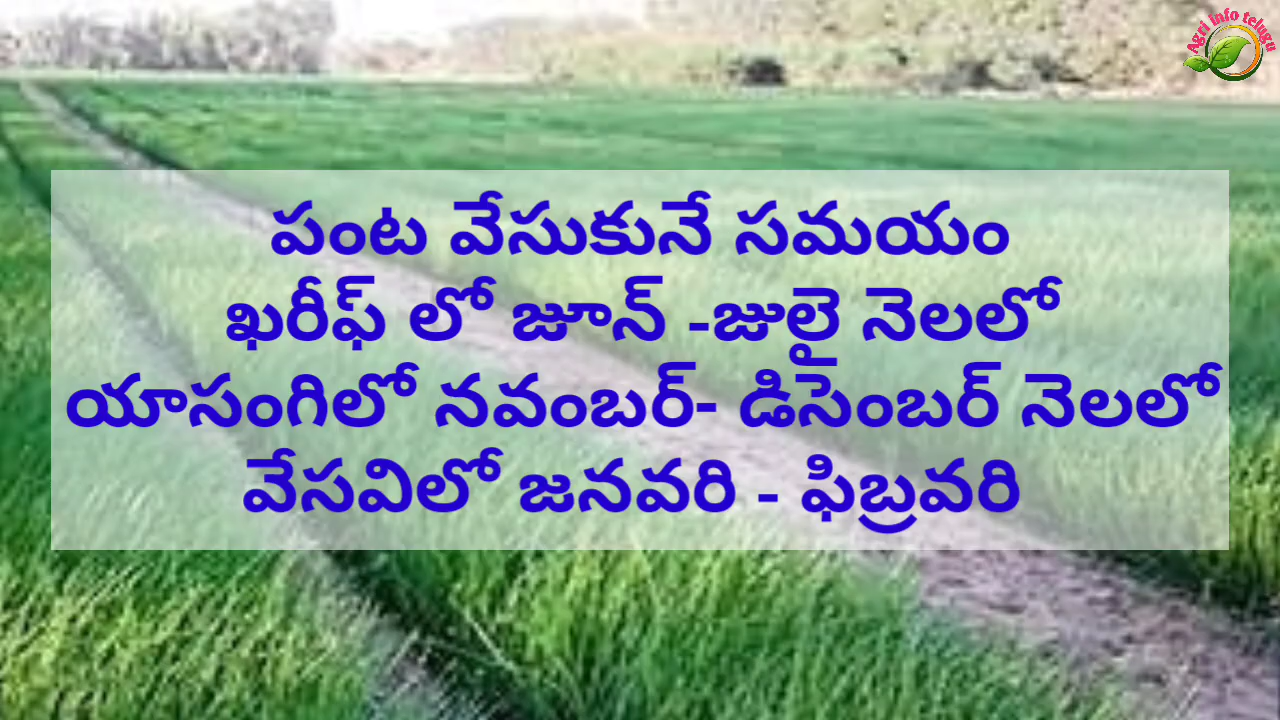 Agri info telugu
పంట వేసుకునే సమయం
ఖరీఫ్ లో జూన్ -జులై నెలలో
యాసంగిలో నవంబర్- డిసెంబర్ నెలలో
వేసవిలో జనవరి - ఫిబ్రవరి